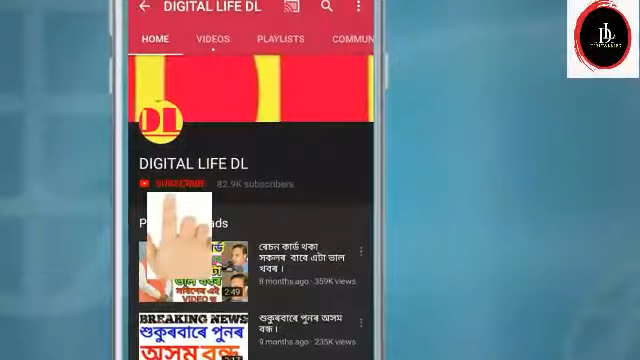 DIGITAL LIFE DL
HOME VIDEOS PLAYLISTS COMMUN
DL
DIGITAL LIFE DL
SUBSCRIBE 82.9K subscribers
ads
ৰেচন কাৰ্ড থকা
সকলৰ বাবে এটা ভাল
খবৰ ।
8 months ago · 359K views
ভাল খবৰ
VIDEO ত
2:49
BREAKING NEWS
শুকুৰবাৰে পুনৰ
অসম বন্ধ
শুকুৰবাৰে পুনৰ অসম
বন্ধ ।
9 months ago · 235K views